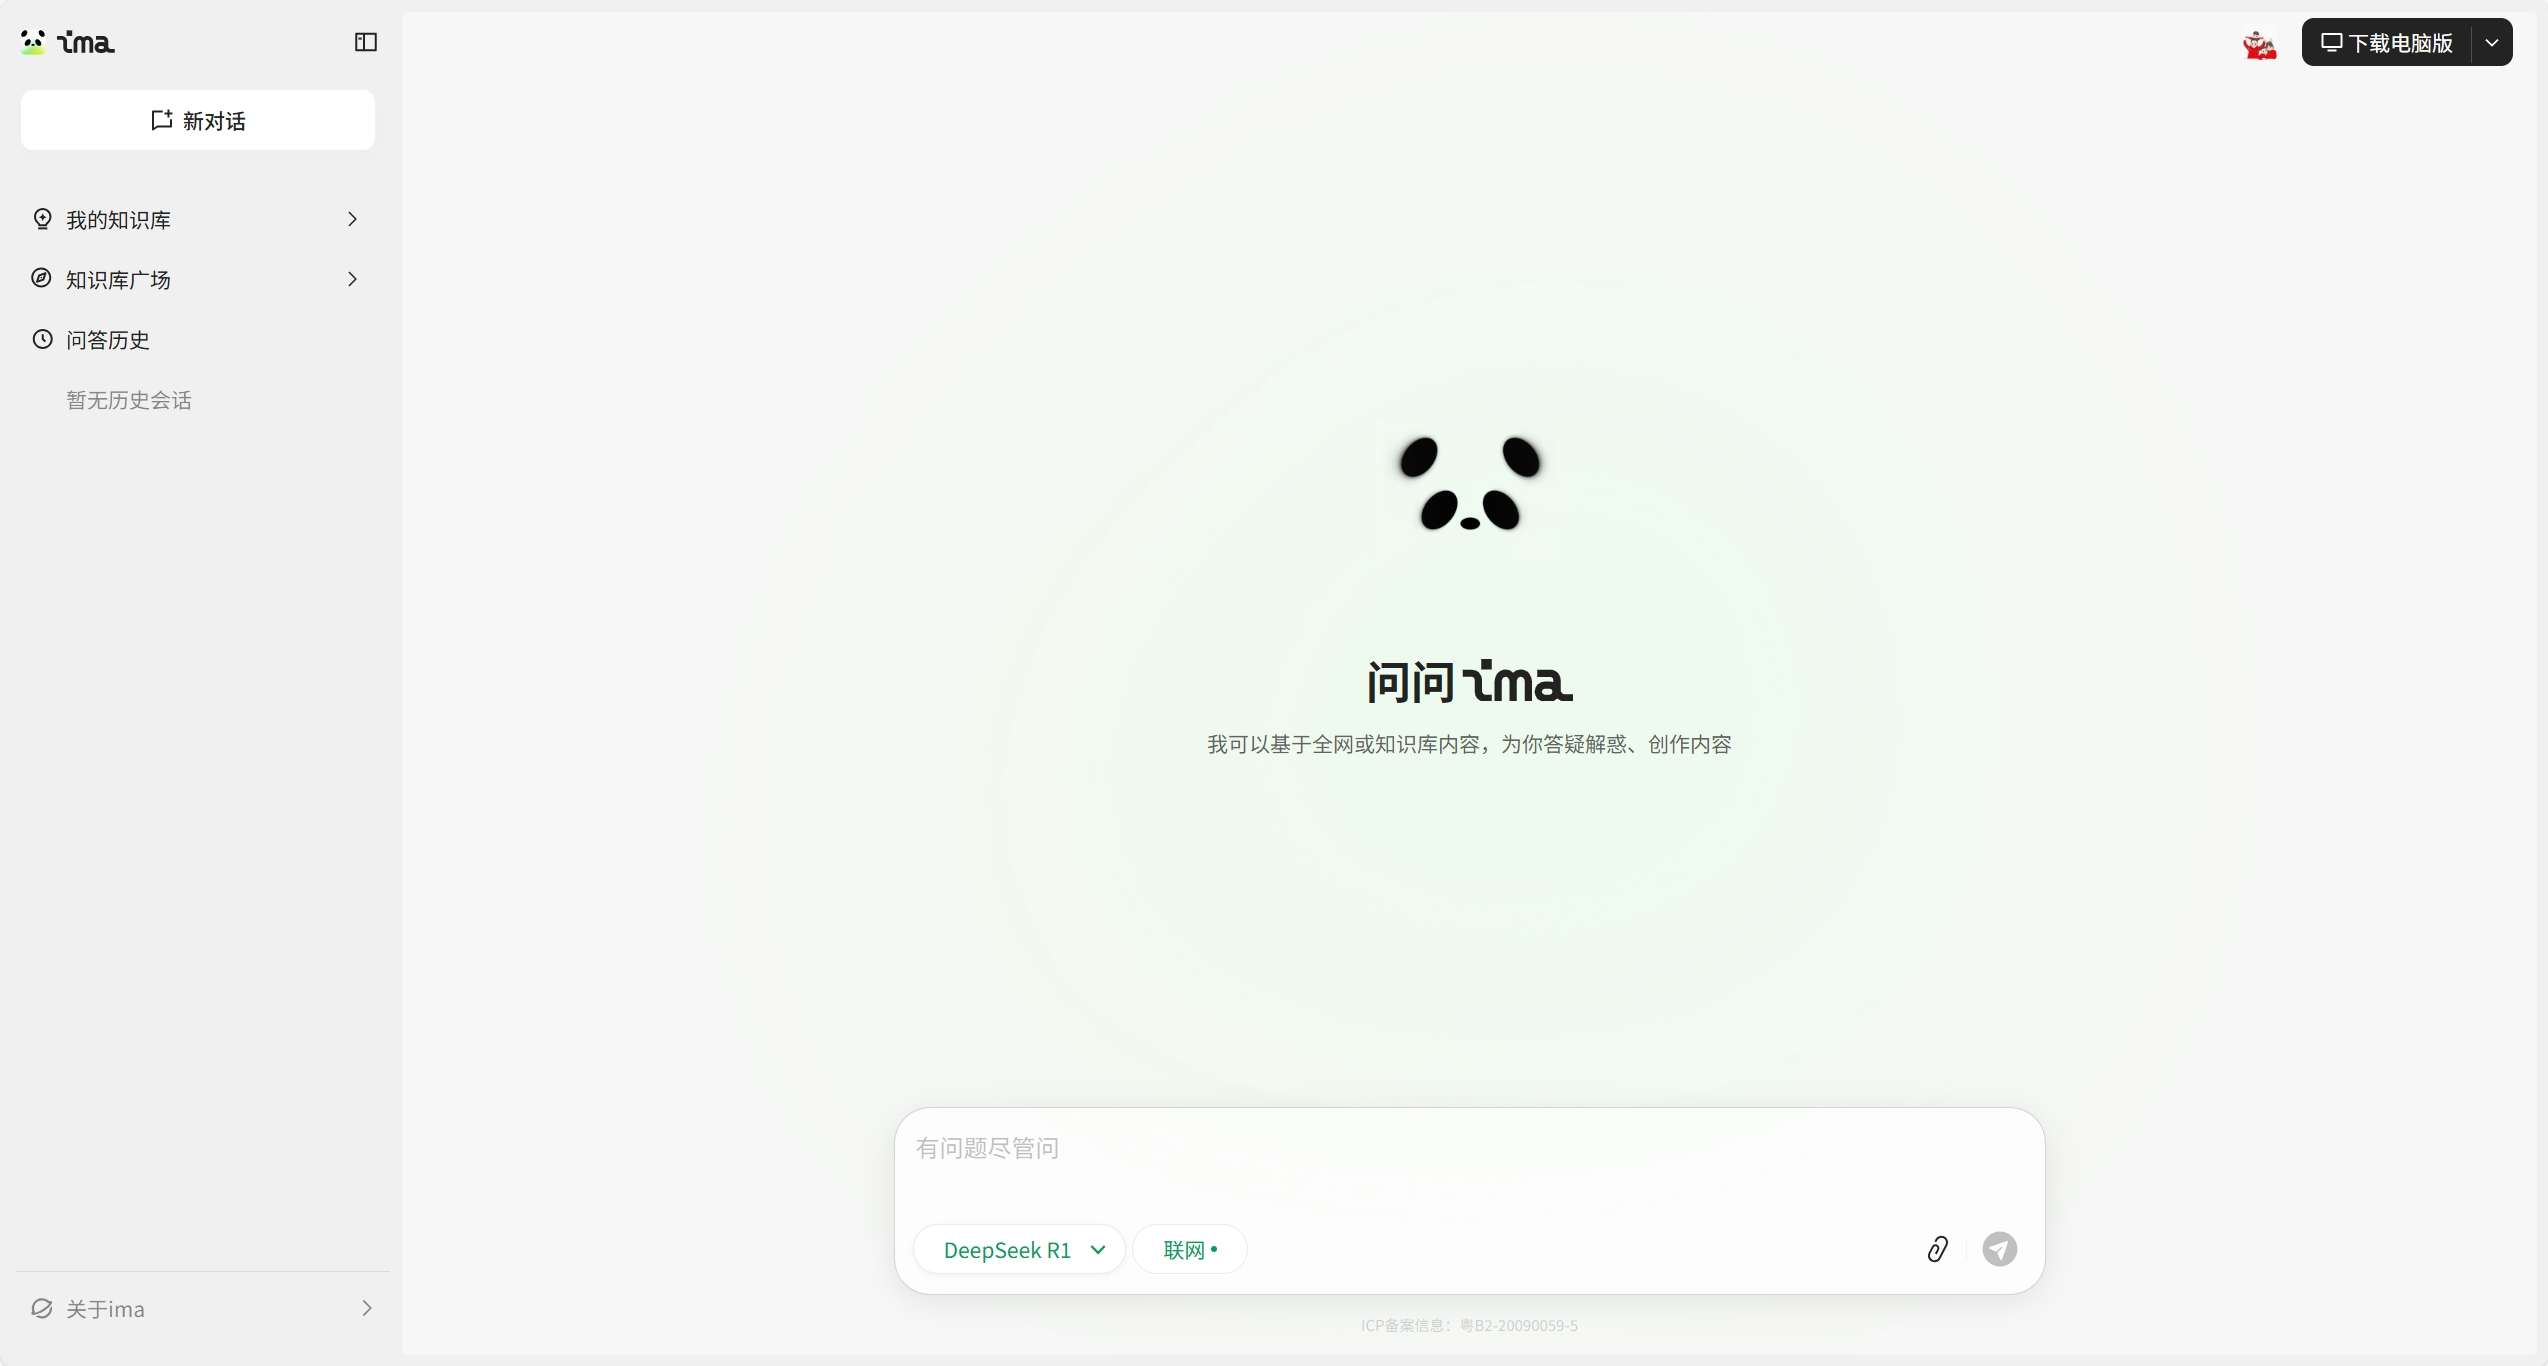 ima
新对话
我的知识库
知识库广场
问答历史
暂无历史会话
关于ima
下载电脑版
问问 ima
我可以基于全网或知识库内容，为你答疑解惑、创作内容
有问题尽管问
DeepSeek R1
联网
ICP备案信息：粤B2-20090059-5